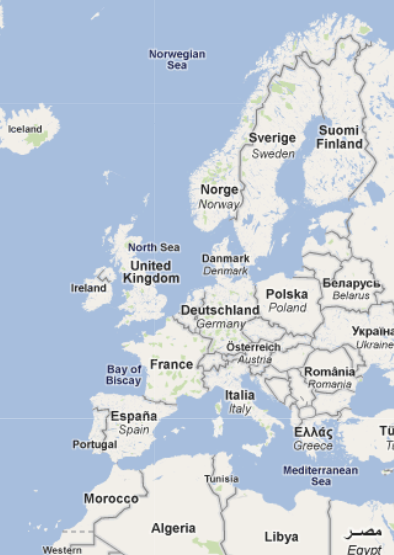 Norwegian
Sea
Iceland
Sverige
Sweden
Suomi
Finland
Norge
Norway
North Sea
United
Kingdom
Ireland
Danmark
Denmark
Беларусь
Belarus
Polska
Poland
Deutschland
Germany
Україна
Ukraine
Österreich
Austria
France
Bay of
Biscay
România
Romania
Italia
Italy
España
Spain
Portugal
Ελλάς
Greece
Tü
Mediterranean
Sea
Tunisia
Morocco
Algeria
Libya
مصر
Egypt
Western